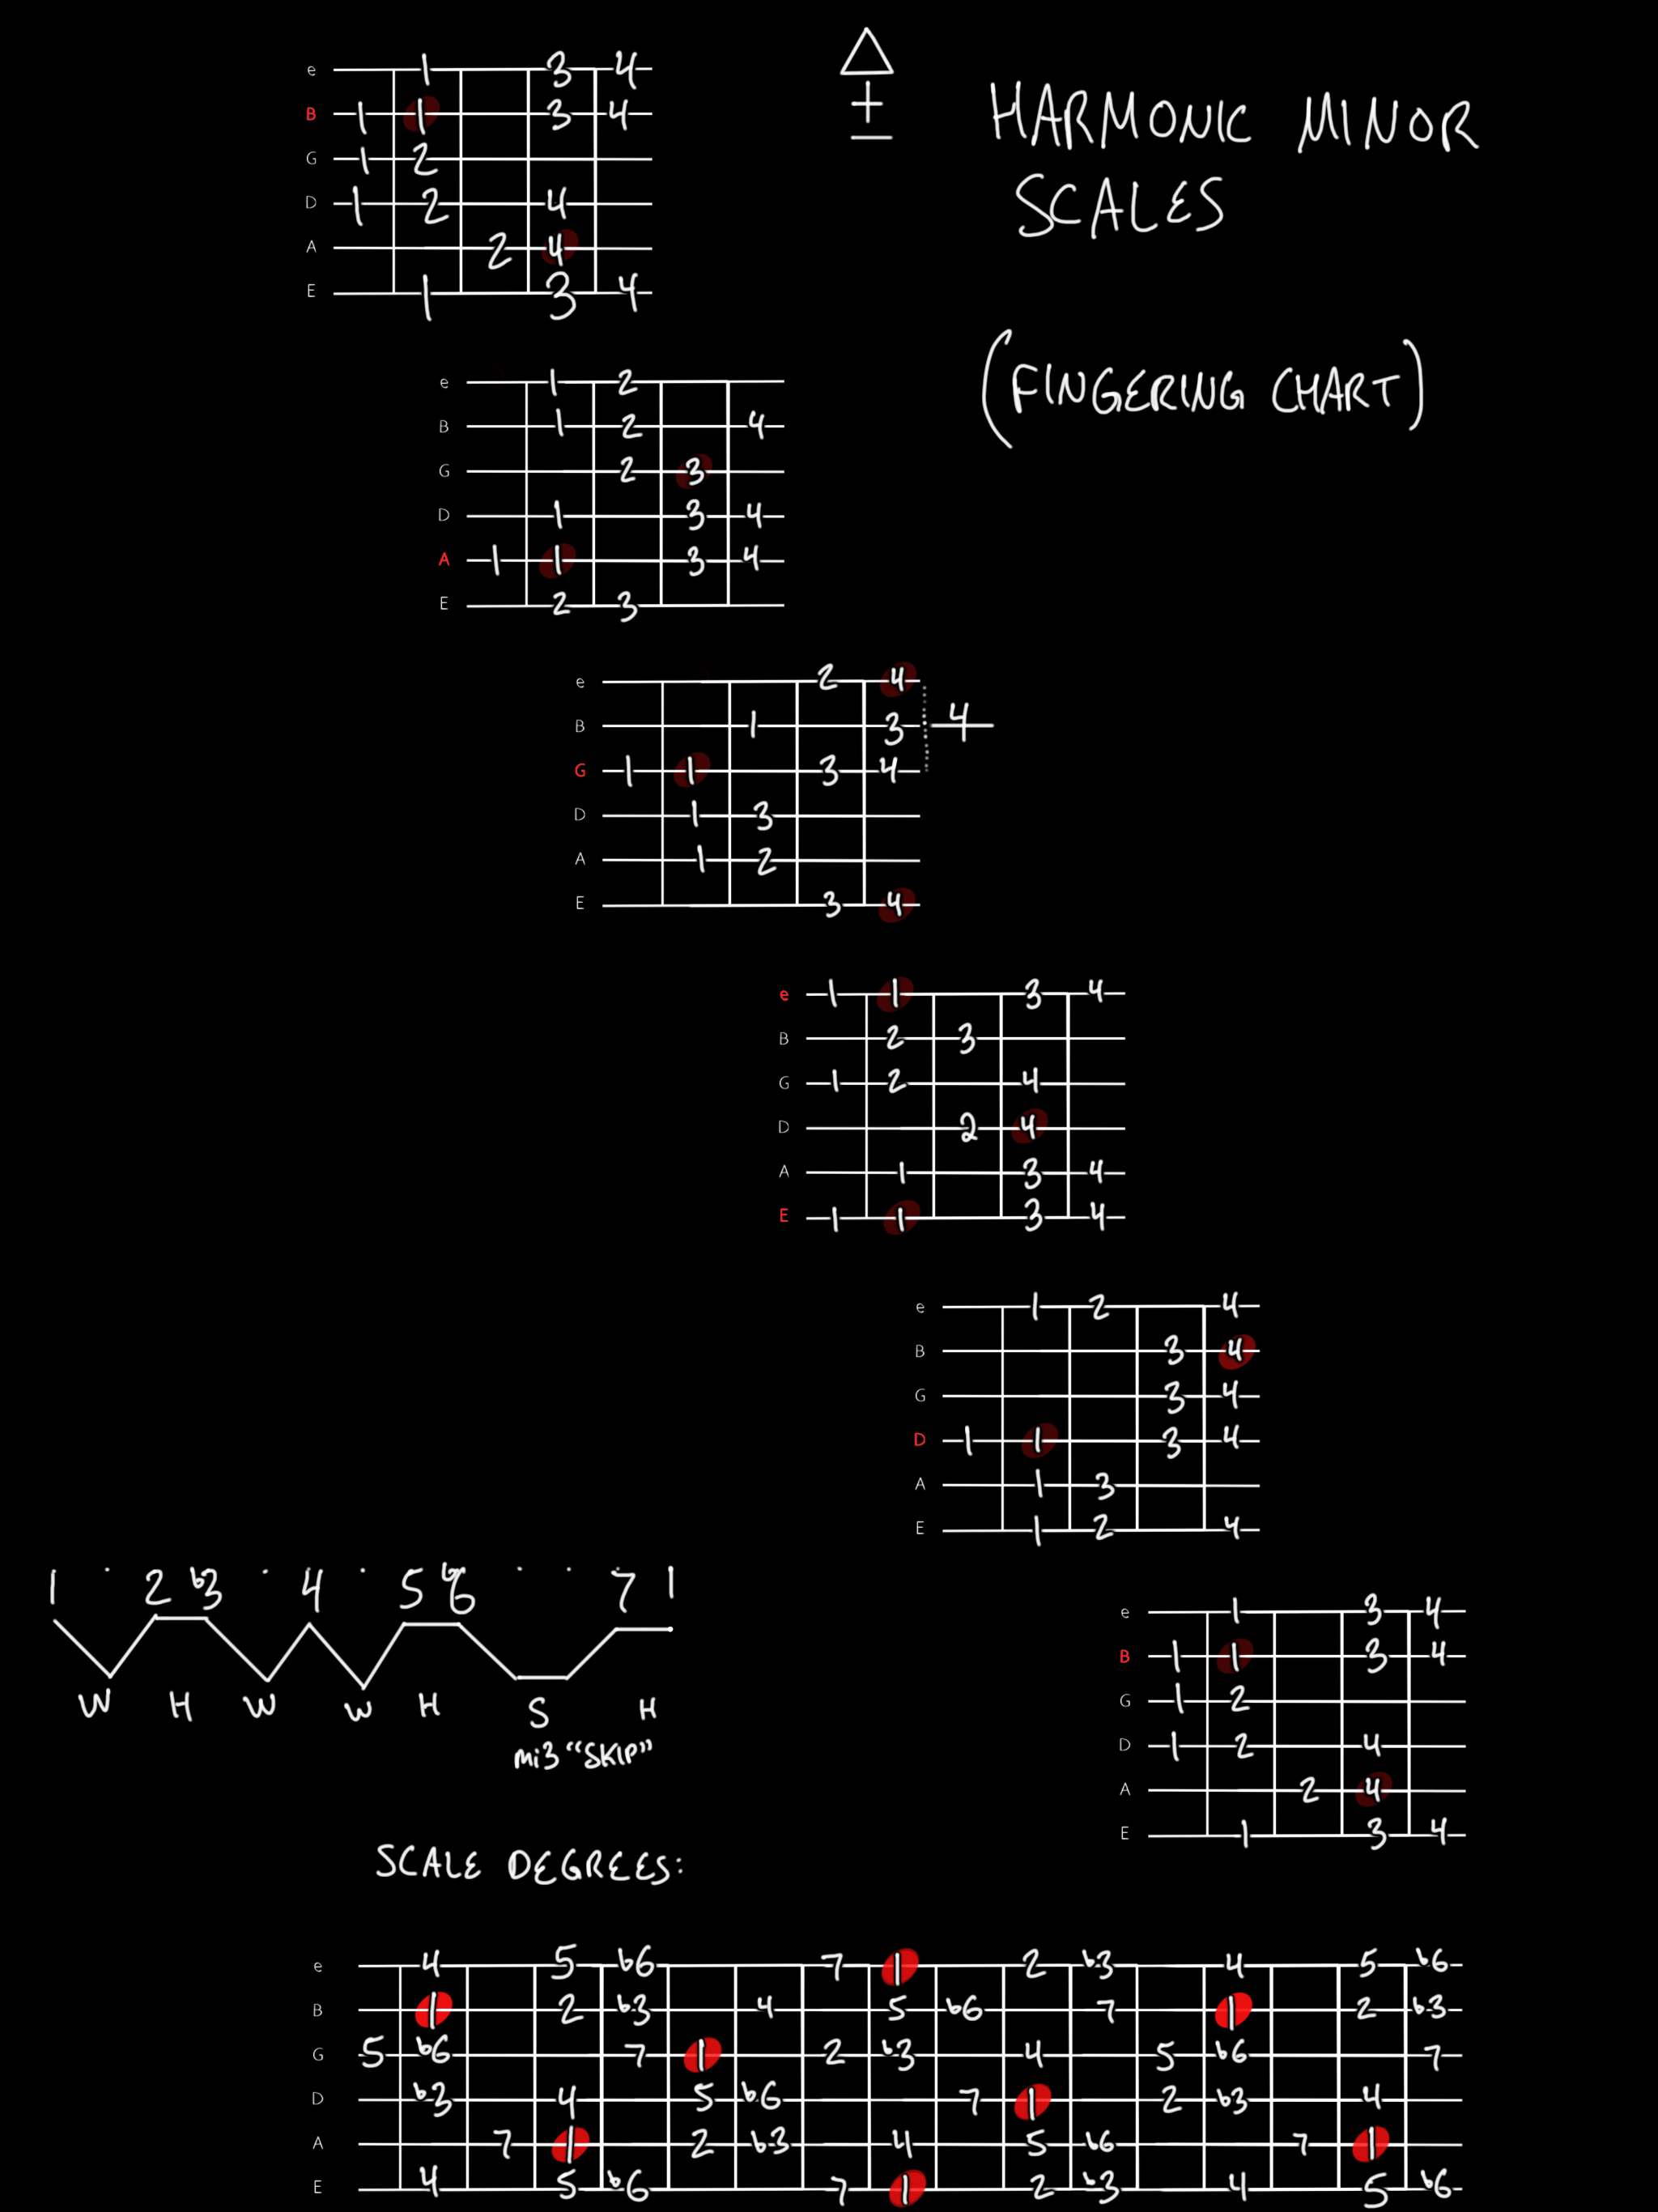 △
+
—
HARMONIC MINOR
SCALES
(FINGERING CHART)
e 1 3 4
B 1 1 3 4
G 1 2
D 1 2 4
A 2 4
E 1 3 4
e 1 2
B 1 2 4
G 2 3
D 1 3 4
A 1 1 3 4
E 2 3
e 2 4
B 1 3 4
G 1 1 3 4
D 1 3
A 1 2
E 3 4
e 1 1 3 4
B 2 3
G 1 2 4
D 2 4
A 1 3 4
E 1 1 3 4
e 1 2 4
B 3 4
G 3 4
D 1 1 3 4
A 1 3
E 1 2 4
e 1 3 4
B 1 1 3 4
G 1 2
D 1 2 4
A 2 4
E 1 3 4
1 · 2 b3 · 4 · 5 b6 · · 7 1
W H W W H S H
mi3 "SKIP"
SCALE DEGREES:
e 4 5 b6 7 1 2 b3 4 5 b6
B 1 2 b3 4 5 b6 7 1 2 b3
G 5 b6 7 1 2 b3 4 5 b6 7
D b3 4 5 b6 7 1 2 b3 4
A 7 1 2 b3 4 5 b6 7 1
E 4 5 b6 7 1 2 b3 4 5 b6